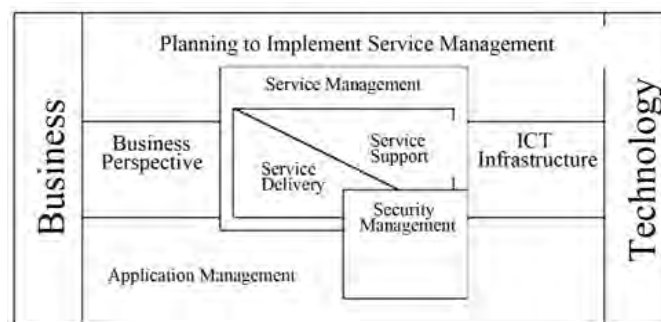 Planning to Implement Service Management
Service Management
Business
Business
Perspective
Service
Support
Service
Delivery
ICT
Infrastructure
Technology
Security
Management
Application Management